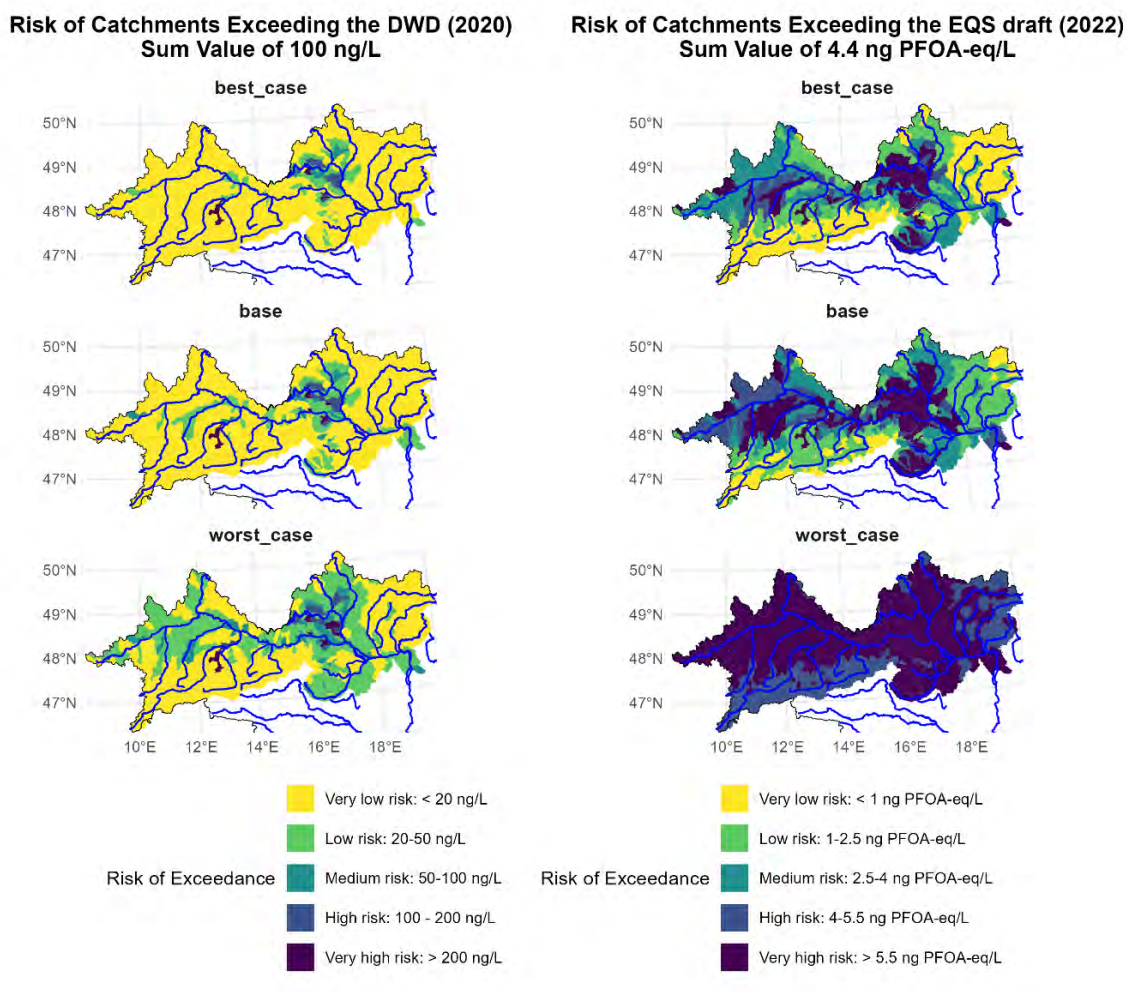 Risk of Catchments Exceeding the DWD (2020)
Sum Value of 100 ng/L
best_case
50°N
49°N
48°N
47°N
base
50°N
49°N
48°N
47°N
worst_case
50°N
49°N
48°N
47°N
10°E 12°E 14°E 16°E 18°E
Risk of Exceedance
Very low risk: < 20 ng/L
Low risk: 20-50 ng/L
Medium risk: 50-100 ng/L
High risk: 100 - 200 ng/L
Very high risk: > 200 ng/L
Risk of Catchments Exceeding the EQS draft (2022)
Sum Value of 4.4 ng PFOA-eq/L
best_case
50°N
49°N
48°N
47°N
base
50°N
49°N
48°N
47°N
worst_case
50°N
49°N
48°N
47°N
10°E 12°E 14°E 16°E 18°E
Risk of Exceedance
Very low risk: < 1 ng PFOA-eq/L
Low risk: 1-2.5 ng PFOA-eq/L
Medium risk: 2.5-4 ng PFOA-eq/L
High risk: 4-5.5 ng PFOA-eq/L
Very high risk: > 5.5 ng PFOA-eq/L